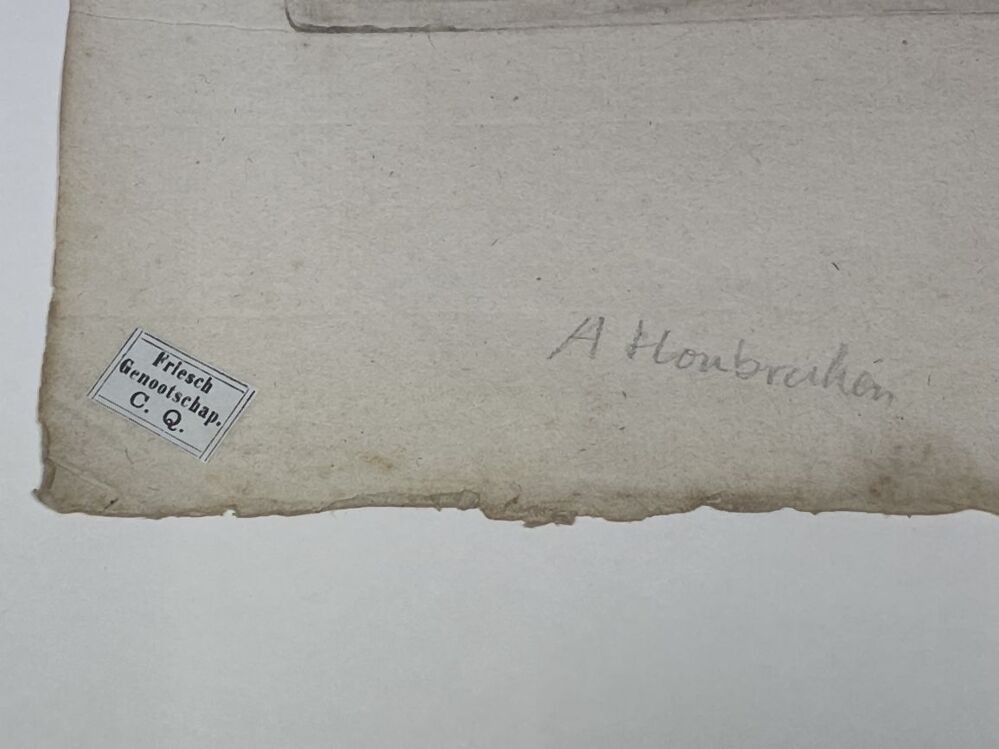 Friesch
Genootschap.
C. Q.
A Houbraken